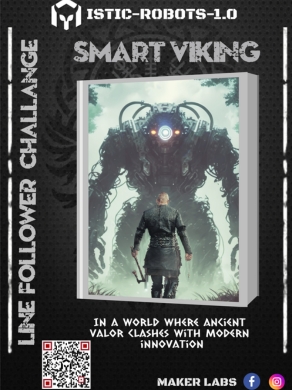 ISTIC-ROBOTS-1.0
SMART VIKING
LINE FOLLOWER CHALLANGE
IN A WORLD WHERE ANCIENT
VALOR CLASHES WITH MODERN
INNOVATION
MAKER LABS